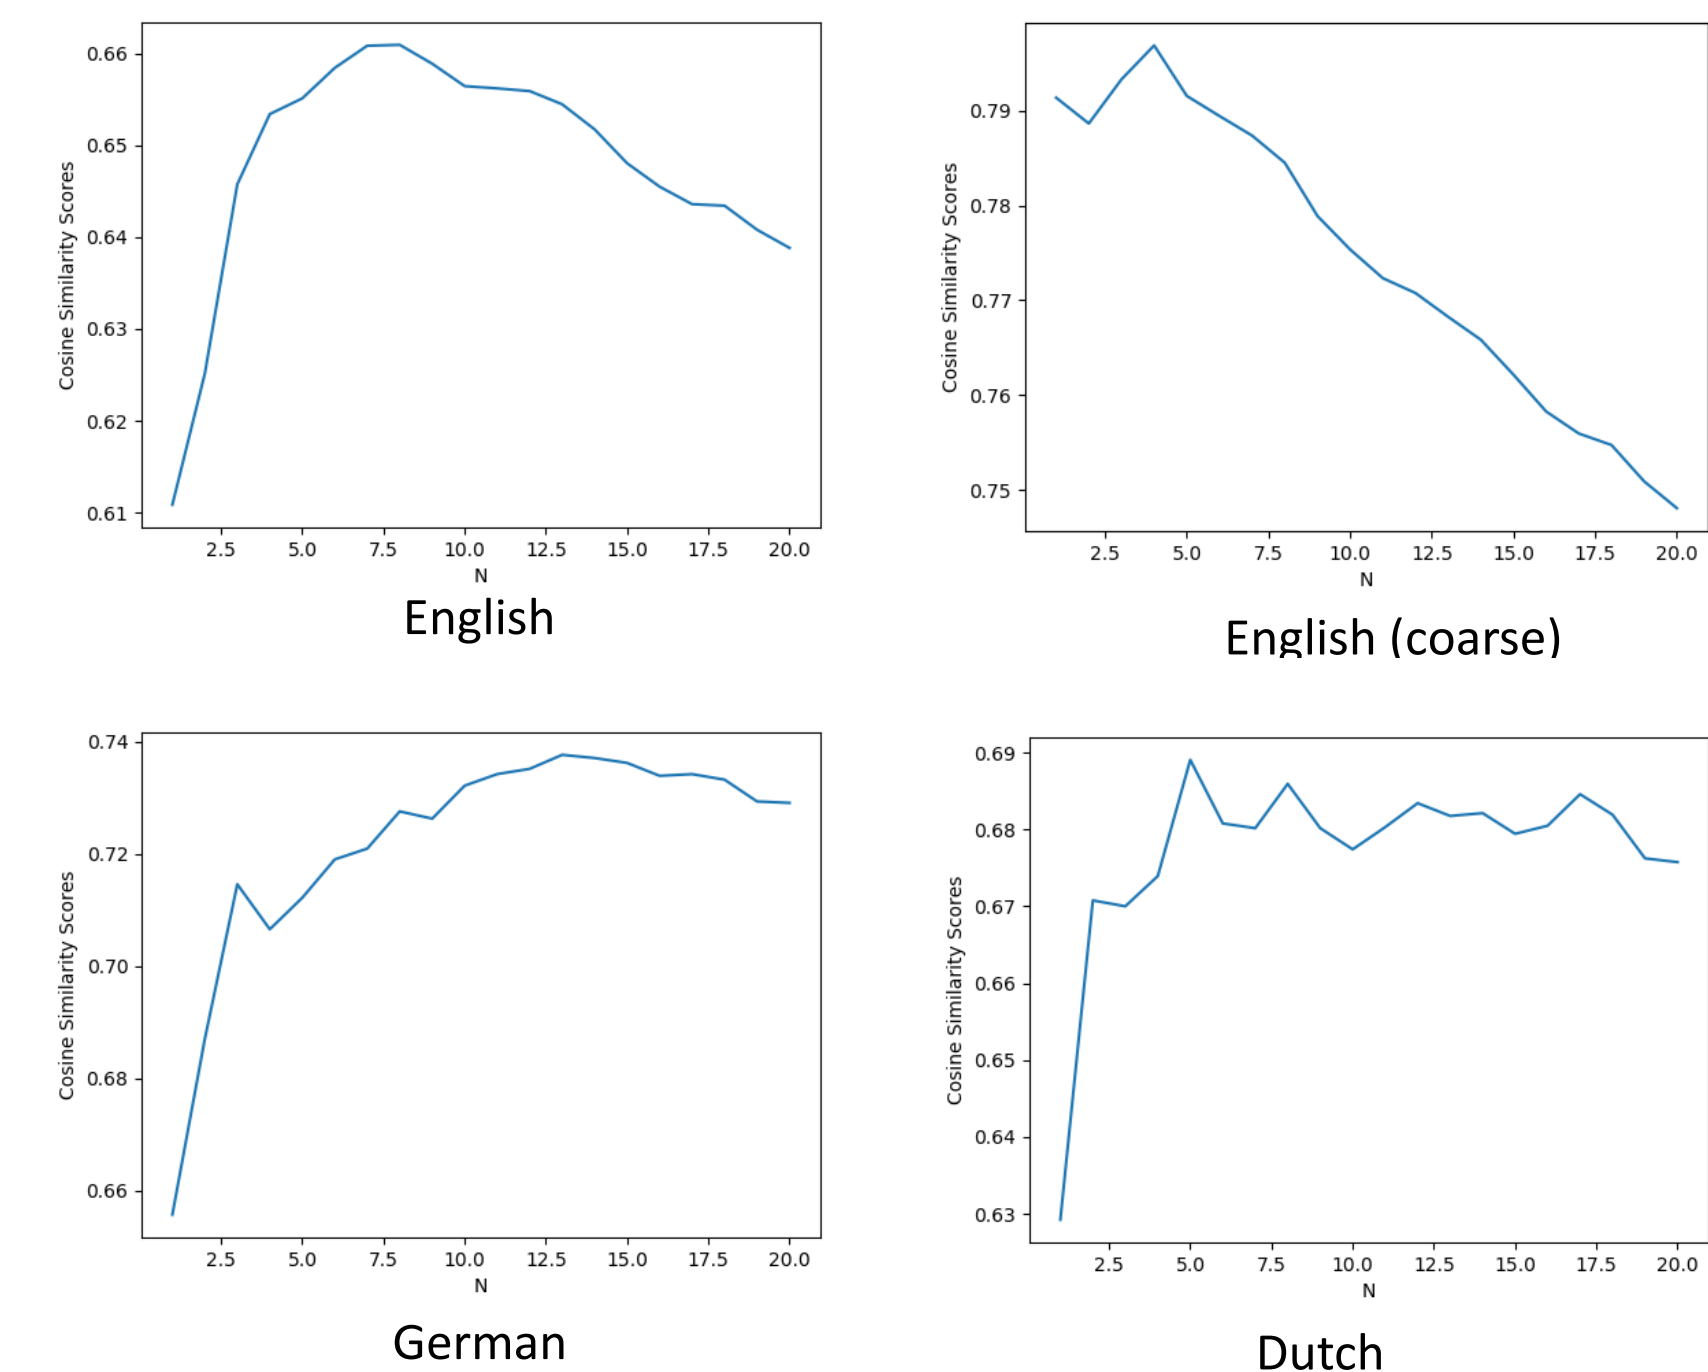 0.66
0.65
0.64
0.63
0.62
0.61
Cosine Similarity Scores
2.5 5.0 7.5 10.0 12.5 15.0 17.5 20.0
N
English
0.79
0.78
0.77
0.76
0.75
Cosine Similarity Scores
2.5 5.0 7.5 10.0 12.5 15.0 17.5 20.0
N
English (coarse)
0.74
0.72
0.70
0.68
0.66
Cosine Similarity Scores
2.5 5.0 7.5 10.0 12.5 15.0 17.5 20.0
N
German
0.69
0.68
0.67
0.66
0.65
0.64
0.63
Cosine Similarity Scores
2.5 5.0 7.5 10.0 12.5 15.0 17.5 20.0
N
Dutch